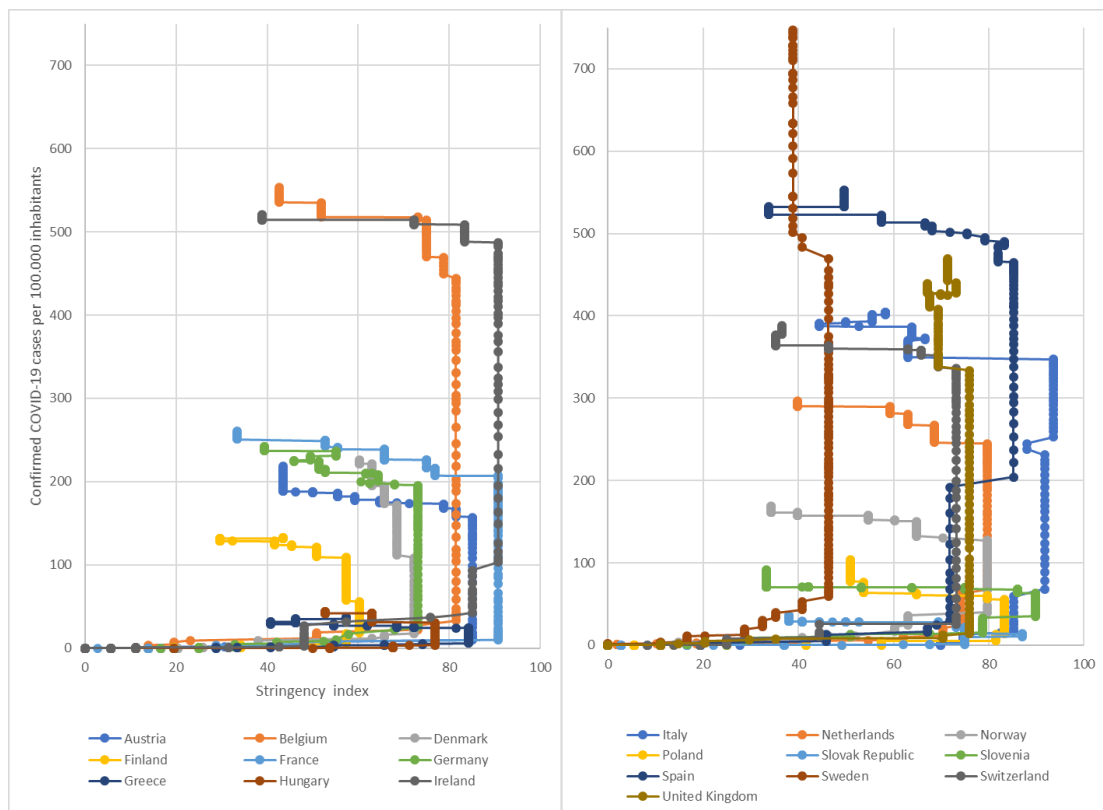 Confirmed COVID-19 cases per 100.000 inhabitants
700
600
500
400
300
200
100
0
0 20 40 60 80 100
Stringency index
Austria Belgium Denmark
Finland France Germany
Greece Hungary Ireland
700
600
500
400
300
200
100
0
0 20 40 60 80 100
Italy Netherlands Norway
Poland Slovak Republic Slovenia
Spain Sweden Switzerland
United Kingdom